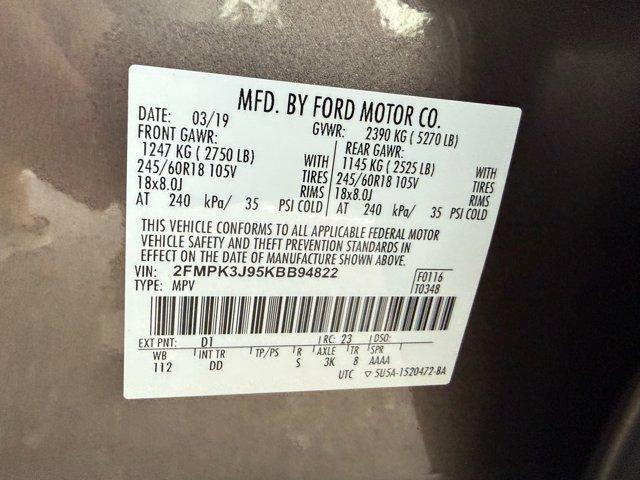 MFD. BY FORD MOTOR CO.
DATE: 03/19 GVWR: 2390 KG ( 5270 LB)
FRONT GAWR: REAR GAWR:
1247 KG ( 2750 LB) WITH 1145 KG ( 2525 LB) WITH
245/60R18 105V TIRES 245/60R18 105V TIRES
18x8.0J RIMS 18x8.0J RIMS
AT 240 kPa/ 35 PSI COLD AT 240 kPa/ 35 PSI COLD
THIS VEHICLE CONFORMS TO ALL APPLICABLE FEDERAL MOTOR
VEHICLE SAFETY AND THEFT PREVENTION STANDARDS IN
EFFECT ON THE DATE OF MANUFACTURE SHOWN ABOVE.
VIN: 2FMPK3J95KBB94822 F0116
TYPE: MPV T0348
EXT PNT: D1 RC: 23 DSO:
WB INT TR TP/PS R AXLE TR SPR
112 DD S 3K 8 AAAA
UTC ▽ 5U5A-1520472-BA